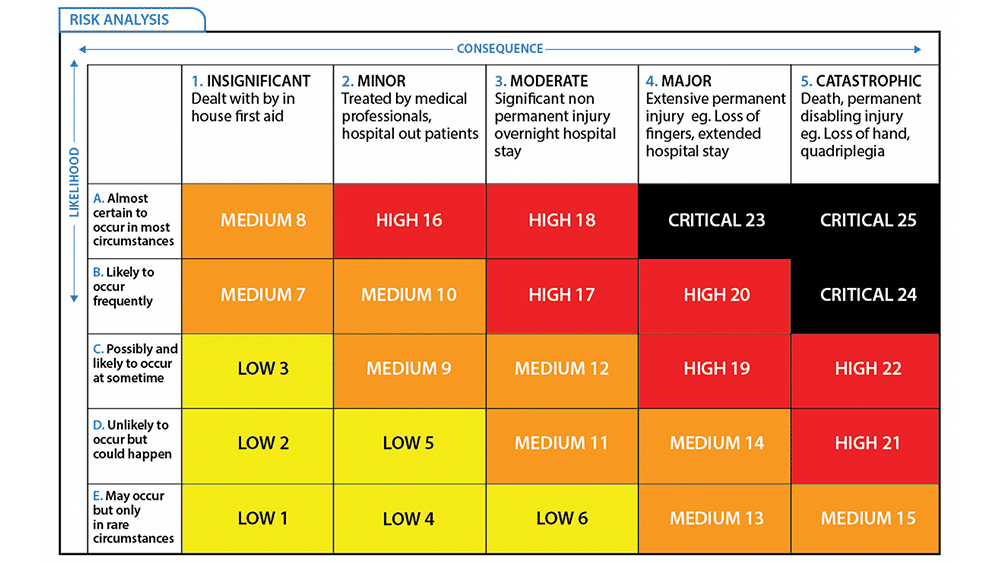 RISK ANALYSIS
CONSEQUENCE
LIKELIHOOD
1. INSIGNIFICANT
Dealt with by in
house first aid
2. MINOR
Treated by medical
professionals,
hospital out patients
3. MODERATE
Significant non
permanent injury
overnight hospital
stay
4. MAJOR
Extensive permanent
injury eg. Loss of
fingers, extended
hospital stay
5. CATASTROPHIC
Death, permanent
disabling injury
eg. Loss of hand,
quadriplegia
A. Almost
certain to
occur in most
circumstances
MEDIUM 8
HIGH 16
HIGH 18
CRITICAL 23
CRITICAL 25
B. Likely to
occur
frequently
MEDIUM 7
MEDIUM 10
HIGH 17
HIGH 20
CRITICAL 24
C. Possibly and
likely to occur
at sometime
LOW 3
MEDIUM 9
MEDIUM 12
HIGH 19
HIGH 22
D. Unlikely to
occur but
could happen
LOW 2
LOW 5
MEDIUM 11
MEDIUM 14
HIGH 21
E. May occur
but only
in rare
circumstances
LOW 1
LOW 4
LOW 6
MEDIUM 13
MEDIUM 15